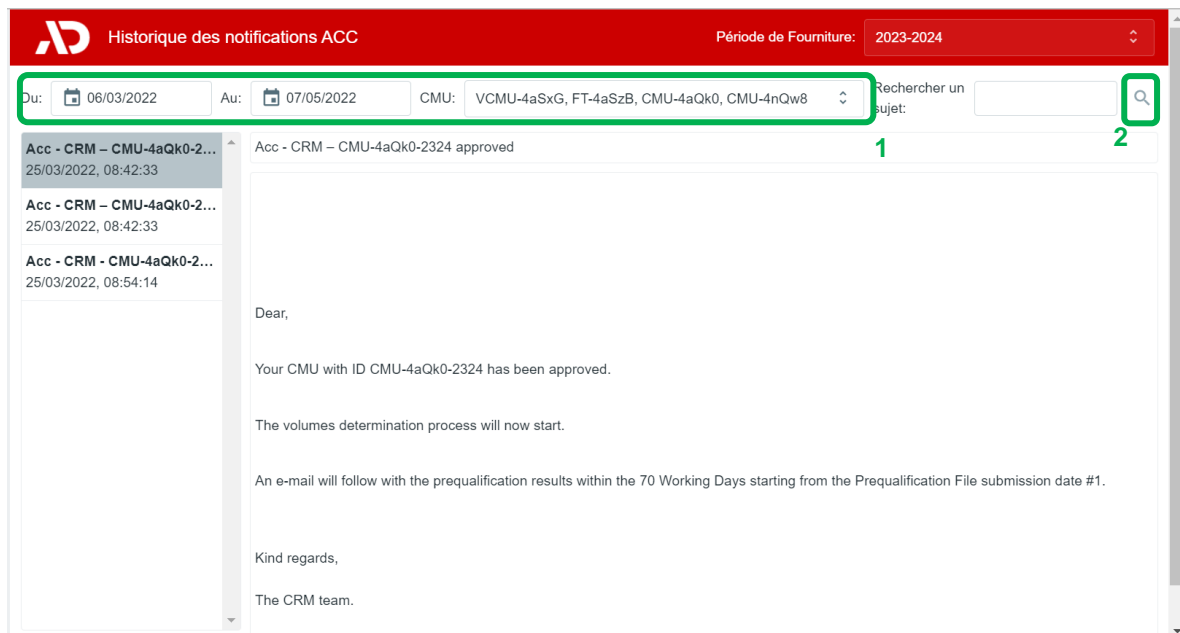 Historique des notifications ACC
Période de Fourniture:
2023-2024
Du:
06/03/2022
Au:
07/05/2022
CMU:
VCMU-4aSxG, FT-4aSzB, CMU-4aQk0, CMU-4nQw8
Rechercher un
sujet:
1
2
Acc - CRM – CMU-4aQk0-2...
25/03/2022, 08:42:33
Acc - CRM – CMU-4aQk0-2...
25/03/2022, 08:42:33
Acc - CRM - CMU-4aQk0-2...
25/03/2022, 08:54:14
Acc - CRM – CMU-4aQk0-2324 approved
Dear,
Your CMU with ID CMU-4aQk0-2324 has been approved.
The volumes determination process will now start.
An e-mail will follow with the prequalification results within the 70 Working Days starting from the Prequalification File submission date #1.
Kind regards,
The CRM team.